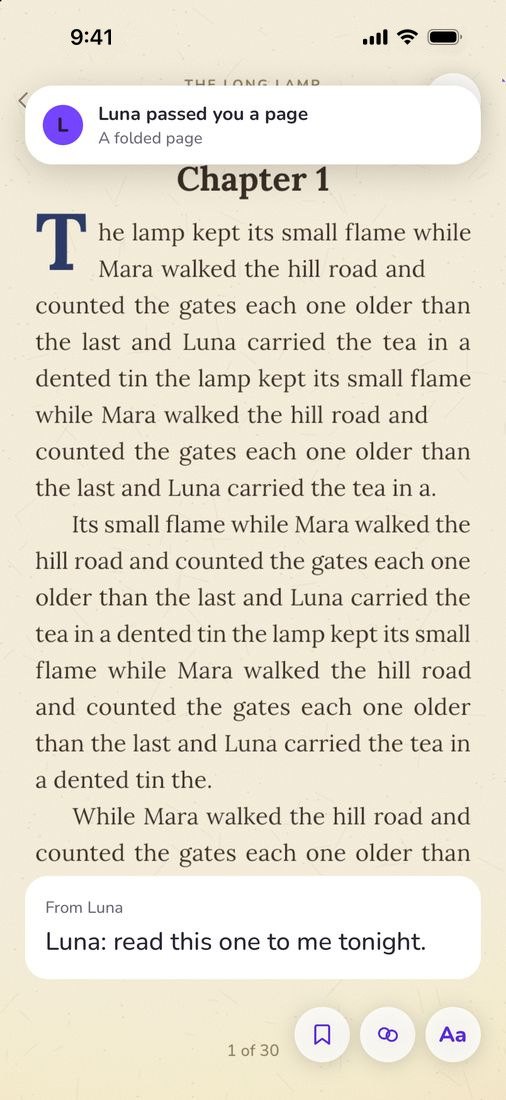 9:41
THE LONG LAMP
L
Luna passed you a page
A folded page
Chapter 1
The lamp kept its small flame while
Mara walked the hill road and
counted the gates each one older than
the last and Luna carried the tea in a
dented tin the lamp kept its small flame
while Mara walked the hill road and
counted the gates each one older than
the last and Luna carried the tea in a.
Its small flame while Mara walked the
hill road and counted the gates each one
older than the last and Luna carried the
tea in a dented tin the lamp kept its small
flame while Mara walked the hill road
and counted the gates each one older
than the last and Luna carried the tea in
a dented tin the.
While Mara walked the hill road and
counted the gates each one older than
From Luna
Luna: read this one to me tonight.
1 of 30
Aa